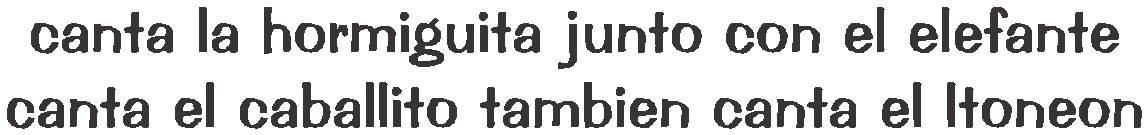 canta la hormiguita junto con el elefante
canta el caballito tambien canta el ltoneon